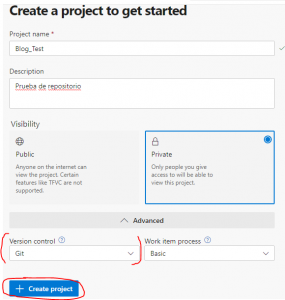 Create a project to get started
Project name *
Blog_Test
Description
Prueba de repositorio
Visibility
Public
Anyone on the internet can
view the project. Certain
features like TFVC are not
supported.
Private
Only people you give
access to will be able to
view this project.
Advanced
Version control ?
Git
Work item process ?
Basic
+ Create project